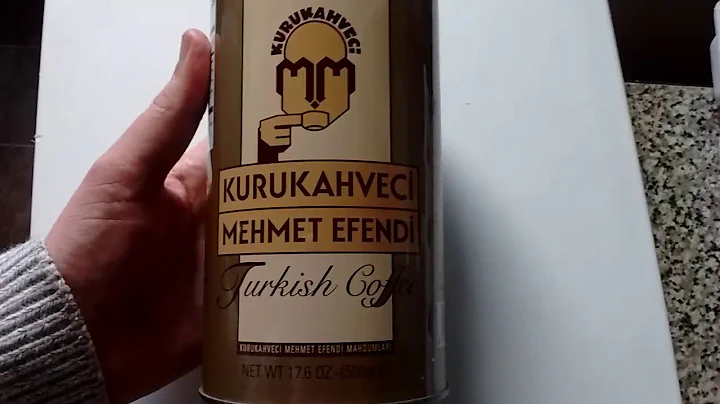 KURUKAHVECİ
KURUKAHVECİ
MEHMET EFENDİ
Turkish Coffee
KURUKAHVECİ MEHMET EFENDİ MAHDUMLARI
NET WT 17.6 OZ